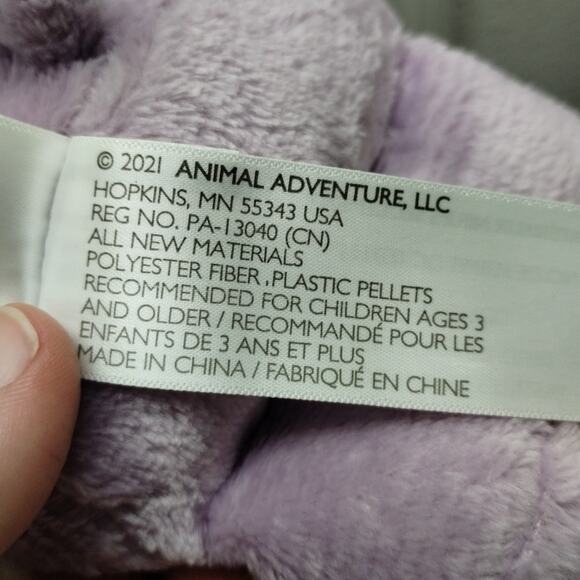 © 2021 ANIMAL ADVENTURE, LLC
HOPKINS, MN 55343 USA
REG NO. PA-13040 (CN)
ALL NEW MATERIALS
POLYESTER FIBER , PLASTIC PELLETS
RECOMMENDED FOR CHILDREN AGES 3
AND OLDER / RECOMMANDÉ POUR LES
ENFANTS DE 3 ANS ET PLUS
MADE IN CHINA / FABRIQUÉ EN CHINE